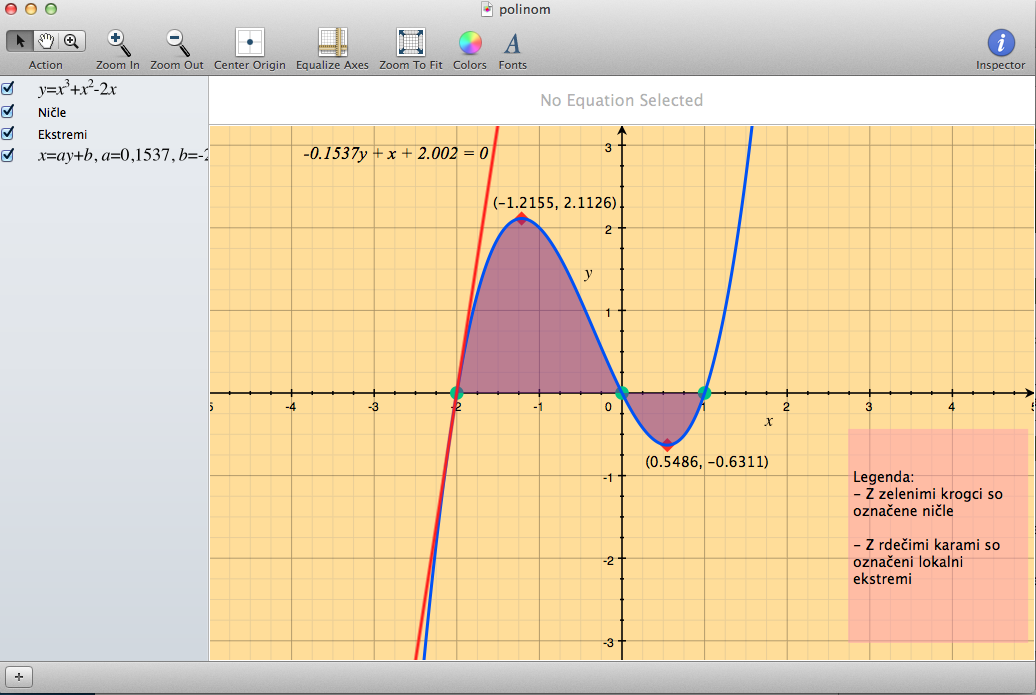 polinom
Action
Zoom In
Zoom Out
Center Origin
Equalize Axes
Zoom To Fit
Colors
Fonts
Inspector
y=x³+x²-2x
Ničle
Ekstremi
x=ay+b, a=0,1537, b=-2
No Equation Selected
-0.1537y + x + 2.002 = 0
(−1.2155, 2.1126)
y
3
2
1
5 -4 -3 -2 -1 0 1 2 3 4 5
x
(0.5486, −0.6311)
-1
-2
-3
Legenda:
– Z zelenimi krogci so
označene ničle
– Z rdečimi karami so
označeni lokalni
ekstremi